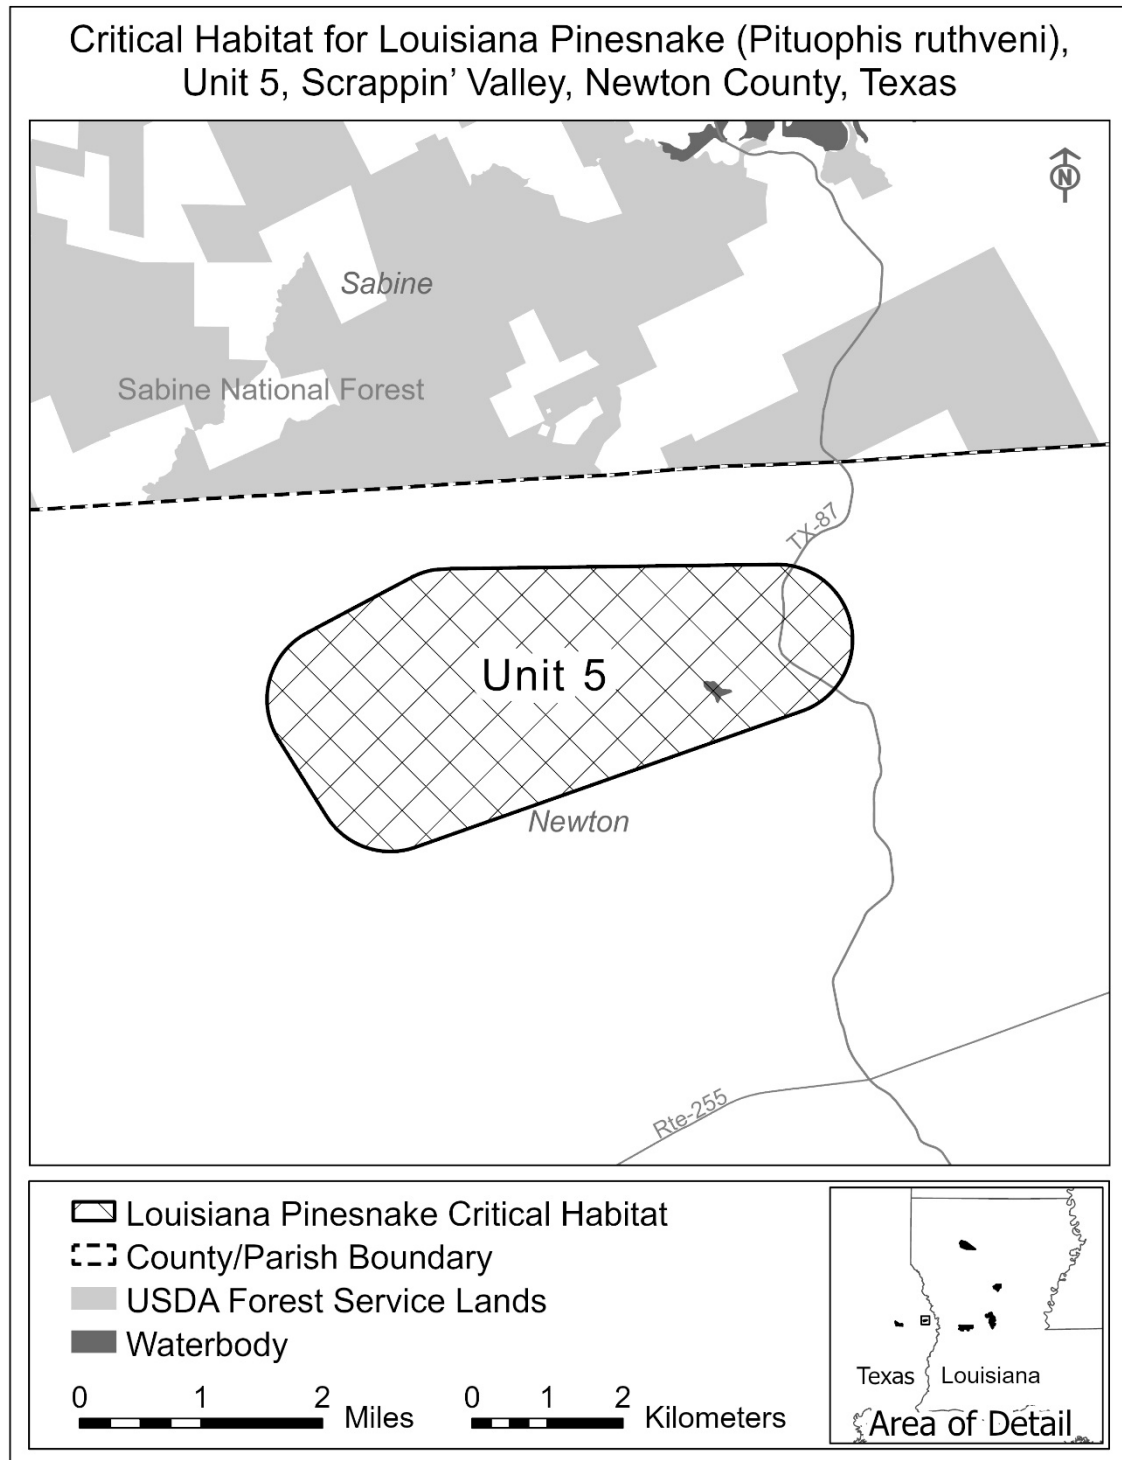 Critical Habitat for Louisiana Pinesnake (Pituophis ruthveni),
Unit 5, Scrappin' Valley, Newton County, Texas
N
Sabine
Sabine National Forest
TX-87
Unit 5
Newton
Rte-255
Louisiana Pinesnake Critical Habitat
County/Parish Boundary
USDA Forest Service Lands
Waterbody
0 1 2 Miles
0 1 2 Kilometers
Texas
Louisiana
Area of Detail